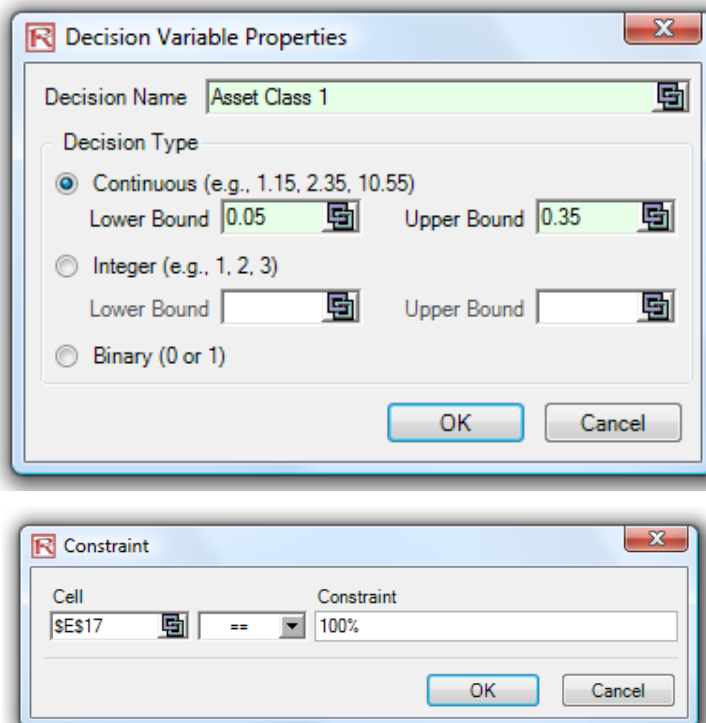 Decision Variable Properties
Decision Name Asset Class 1
Decision Type
Continuous (e.g., 1.15, 2.35, 10.55)
Lower Bound 0.05 Upper Bound 0.35
Integer (e.g., 1, 2, 3)
Lower Bound Upper Bound
Binary (0 or 1)
OK Cancel
Constraint
Cell Constraint
$E$17 == 100%
OK Cancel